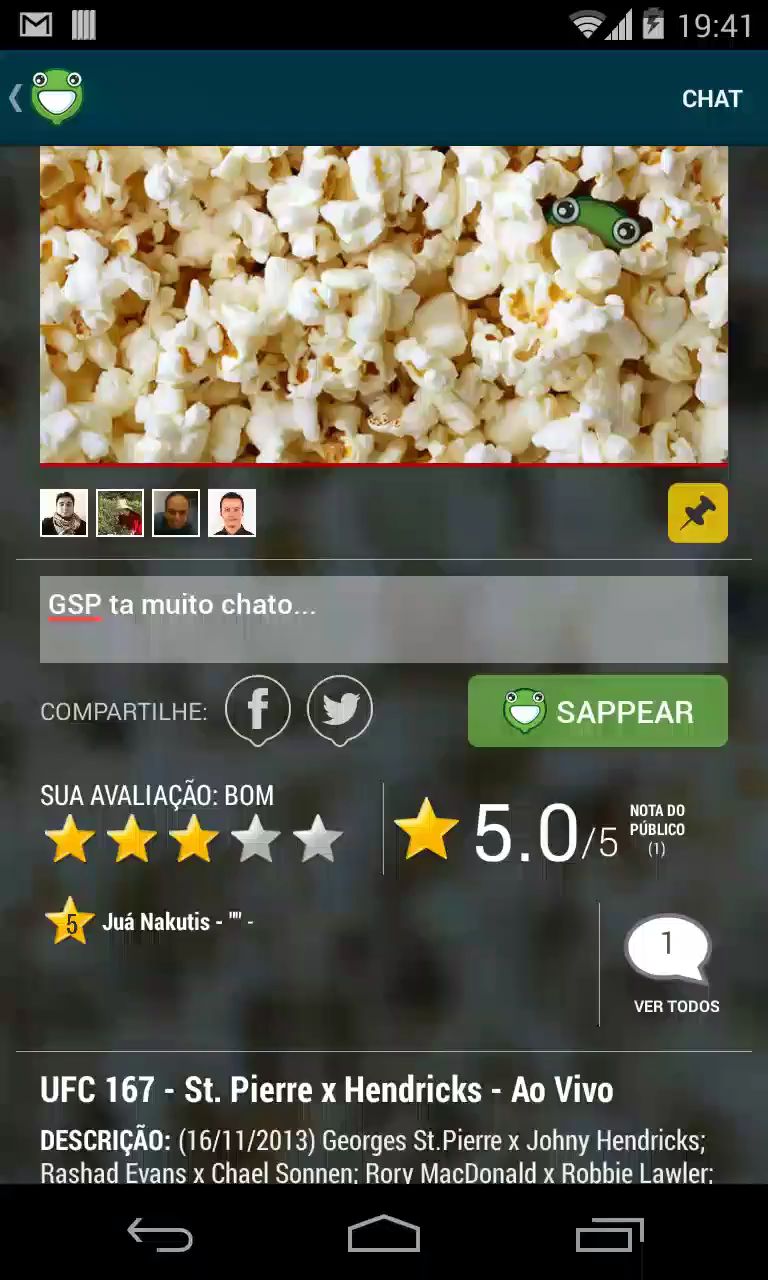 19:41
CHAT
GSP ta muito chato...
COMPARTILHE:
SAPPEAR
SUA AVALIAÇÃO: BOM
5.0/5
NOTA DO
PÚBLICO
(1)
5 Juá Nakutis - "" -
1
VER TODOS
UFC 167 - St. Pierre x Hendricks - Ao Vivo
DESCRIÇÃO: (16/11/2013) Georges St.Pierre x Johny Hendricks;
Rashad Evans x Chael Sonnen; Rory MacDonald x Robbie Lawler;